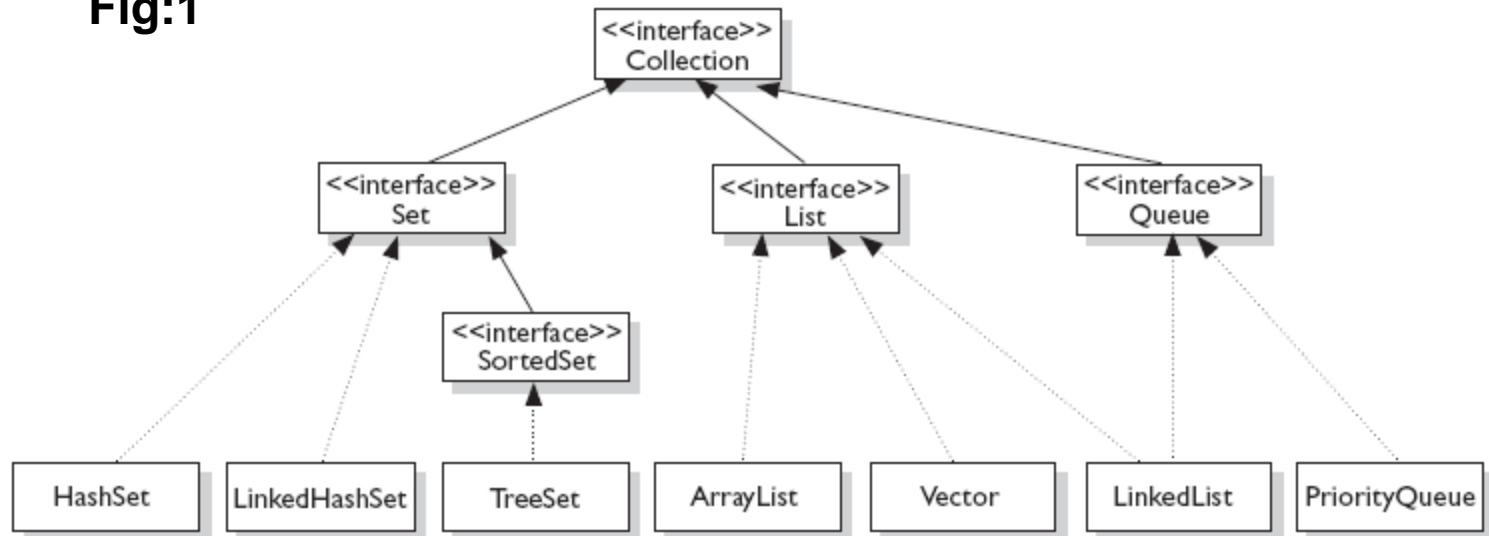 Fig:1
<<interface>>
Collection
<<interface>>
Set
<<interface>>
List
<<interface>>
Queue
<<interface>>
SortedSet
HashSet
LinkedHashSet
TreeSet
ArrayList
Vector
LinkedList
PriorityQueue